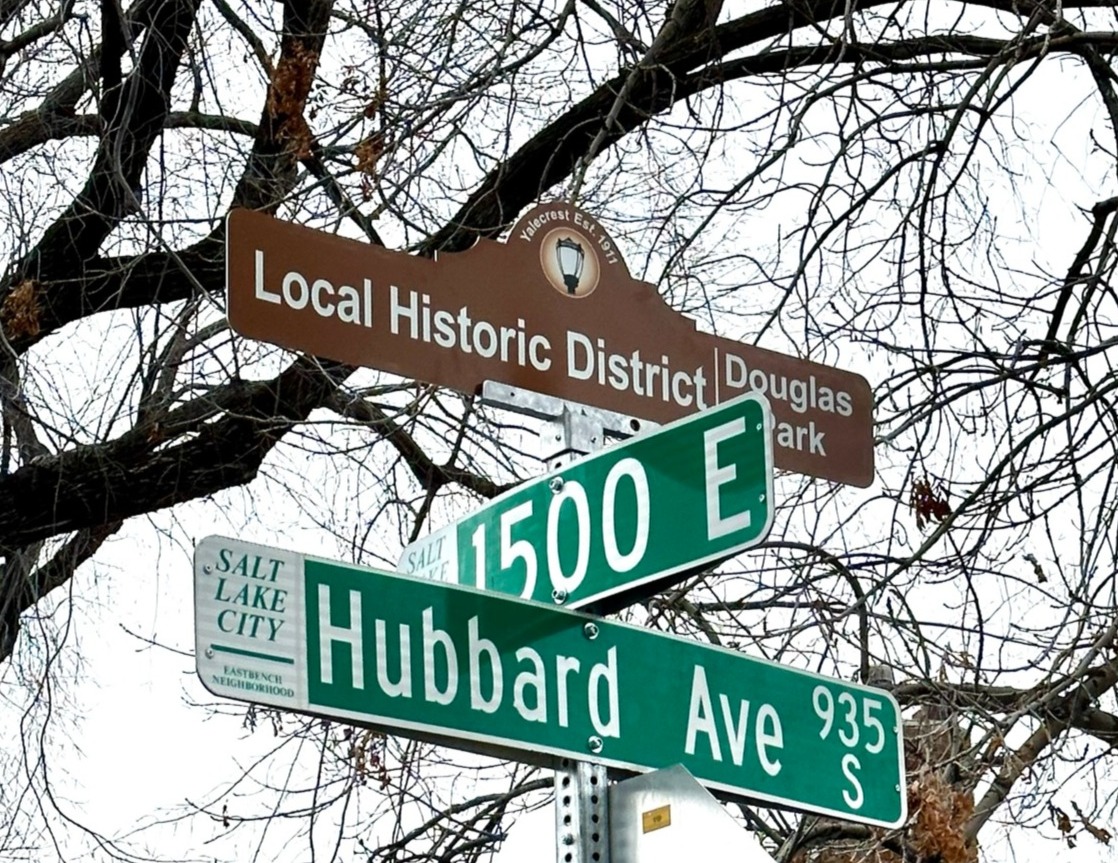 Yalecrest Est. 1911
Local Historic District
Douglas
Park
SALT
1500 E
SALT
LAKE
CITY
EASTBENCH
NEIGHBORHOOD
Hubbard Ave
935
S